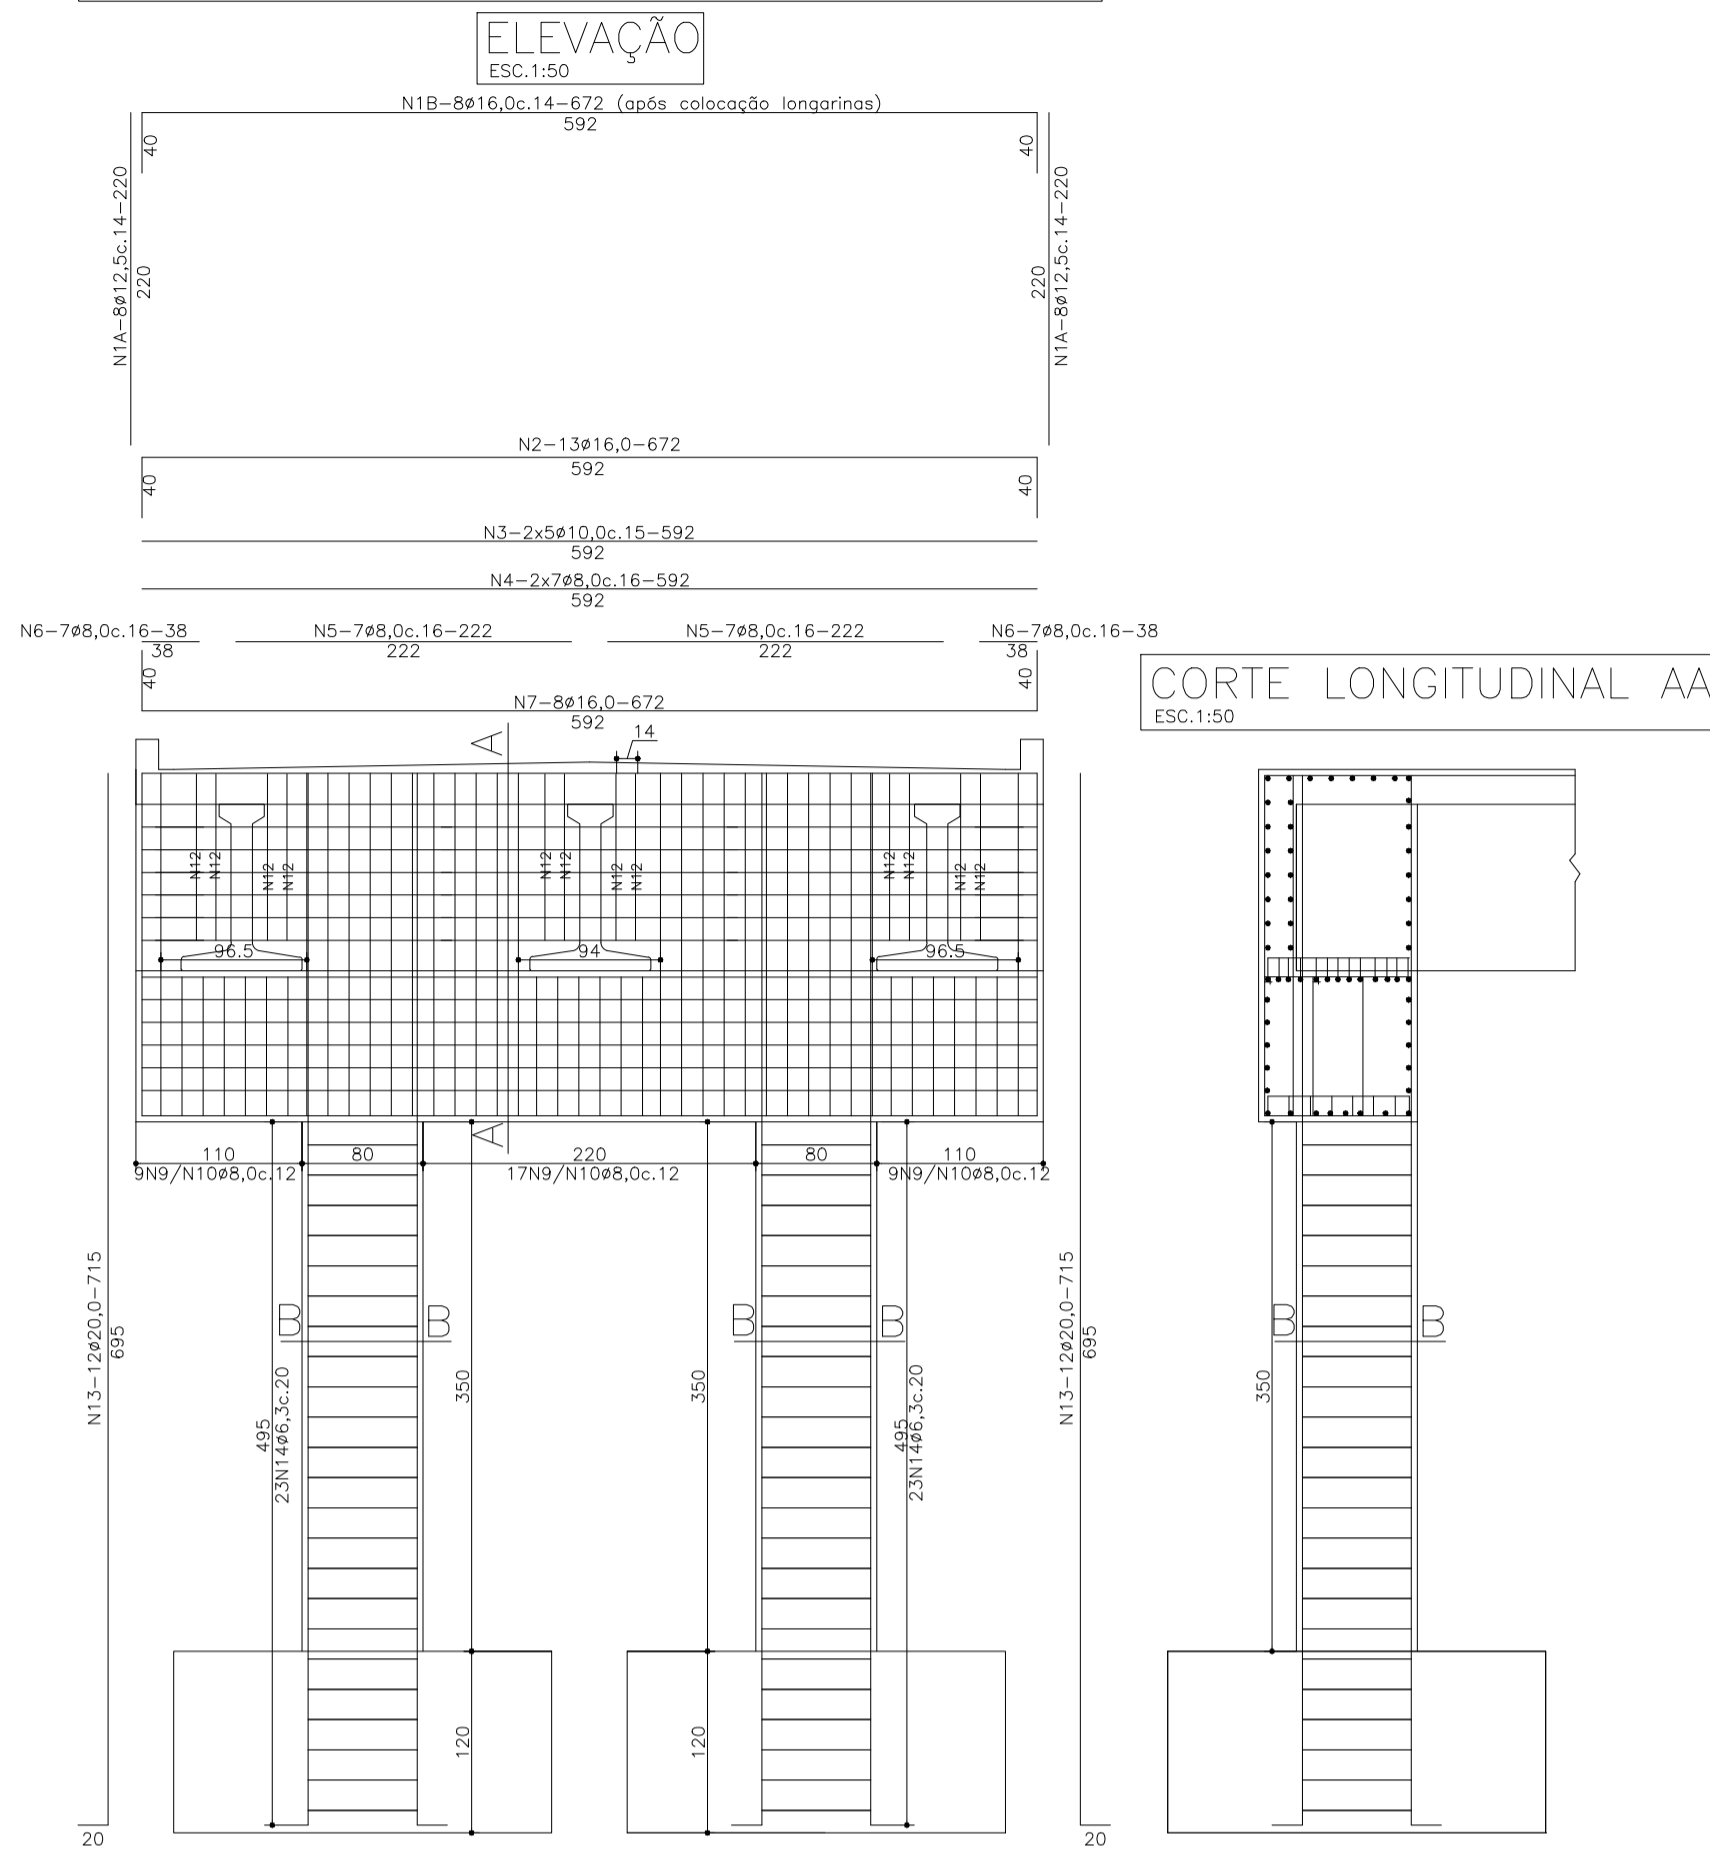 ELEVAÇÃO
ESC.1:50
N1B-8ø16,0c.14-672 (após colocação longarinas)
592
40
40
N1A-8ø12,5c.14-220
220
220
N1A-8ø12,5c.14-220
N2-13ø16,0-672
592
40
40
N3-2x5ø10,0c.15-592
592
N4-2x7ø8,0c.16-592
592
N6-7ø8,0c.16-38
38
N5-7ø8,0c.16-222
222
N5-7ø8,0c.16-222
222
N6-7ø8,0c.16-38
38
40
40
N7-8ø16,0-672
592
CORTE LONGITUDINAL AA
ESC.1:50
A
14
N12
N12
N12
N12
N12
N12
N12
N12
N12
N12
N12
N12
96.5
94
96.5
A
110
80
220
80
110
9N9/N10ø8,0c.12
17N9/N10ø8,0c.12
9N9/N10ø8,0c.12
N13-12ø20,0-715
695
B
B
B
B
B
B
495
23N14ø6,3c.20
350
350
495
23N14ø6,3c.20
N13-12ø20,0-715
695
350
120
120
20
20